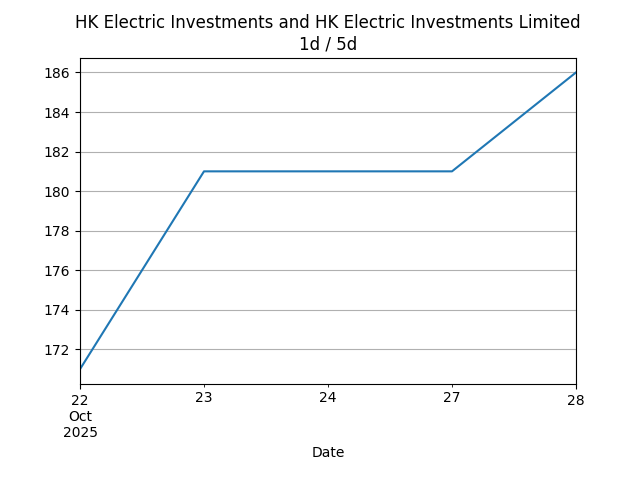 HK Electric Investments and HK Electric Investments Limited
1d / 5d
186
184
182
180
178
176
174
172
22 23 24 27 28
Oct
2025
Date